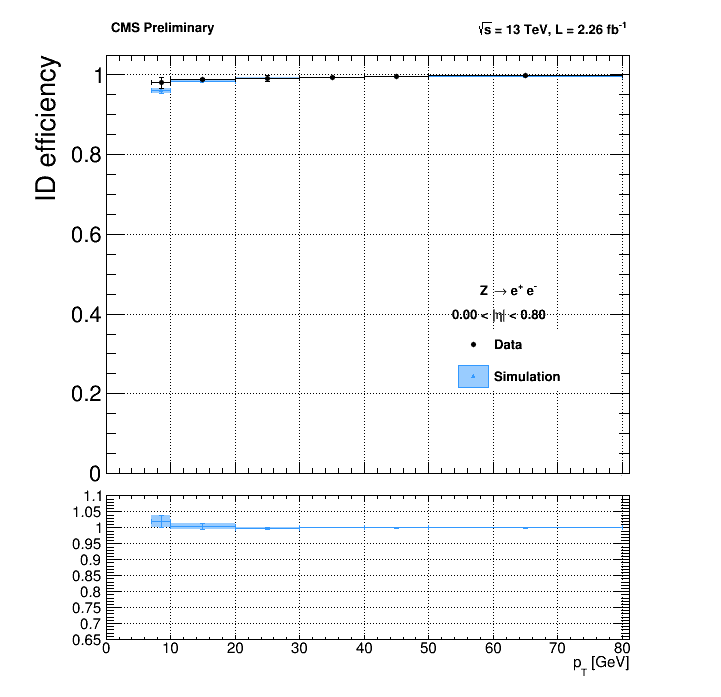 CMS Preliminary
√s = 13 TeV, L = 2.26 fb⁻¹
ID efficiency
1
0.8
0.6
0.4
0.2
0
Z → e⁺ e⁻
0.00 < |η| < 0.80
Data
Simulation
1.1
1.05
1
0.95
0.9
0.85
0.8
0.75
0.7
0.65
0 10 20 30 40 50 60 70 80
p_T [GeV]